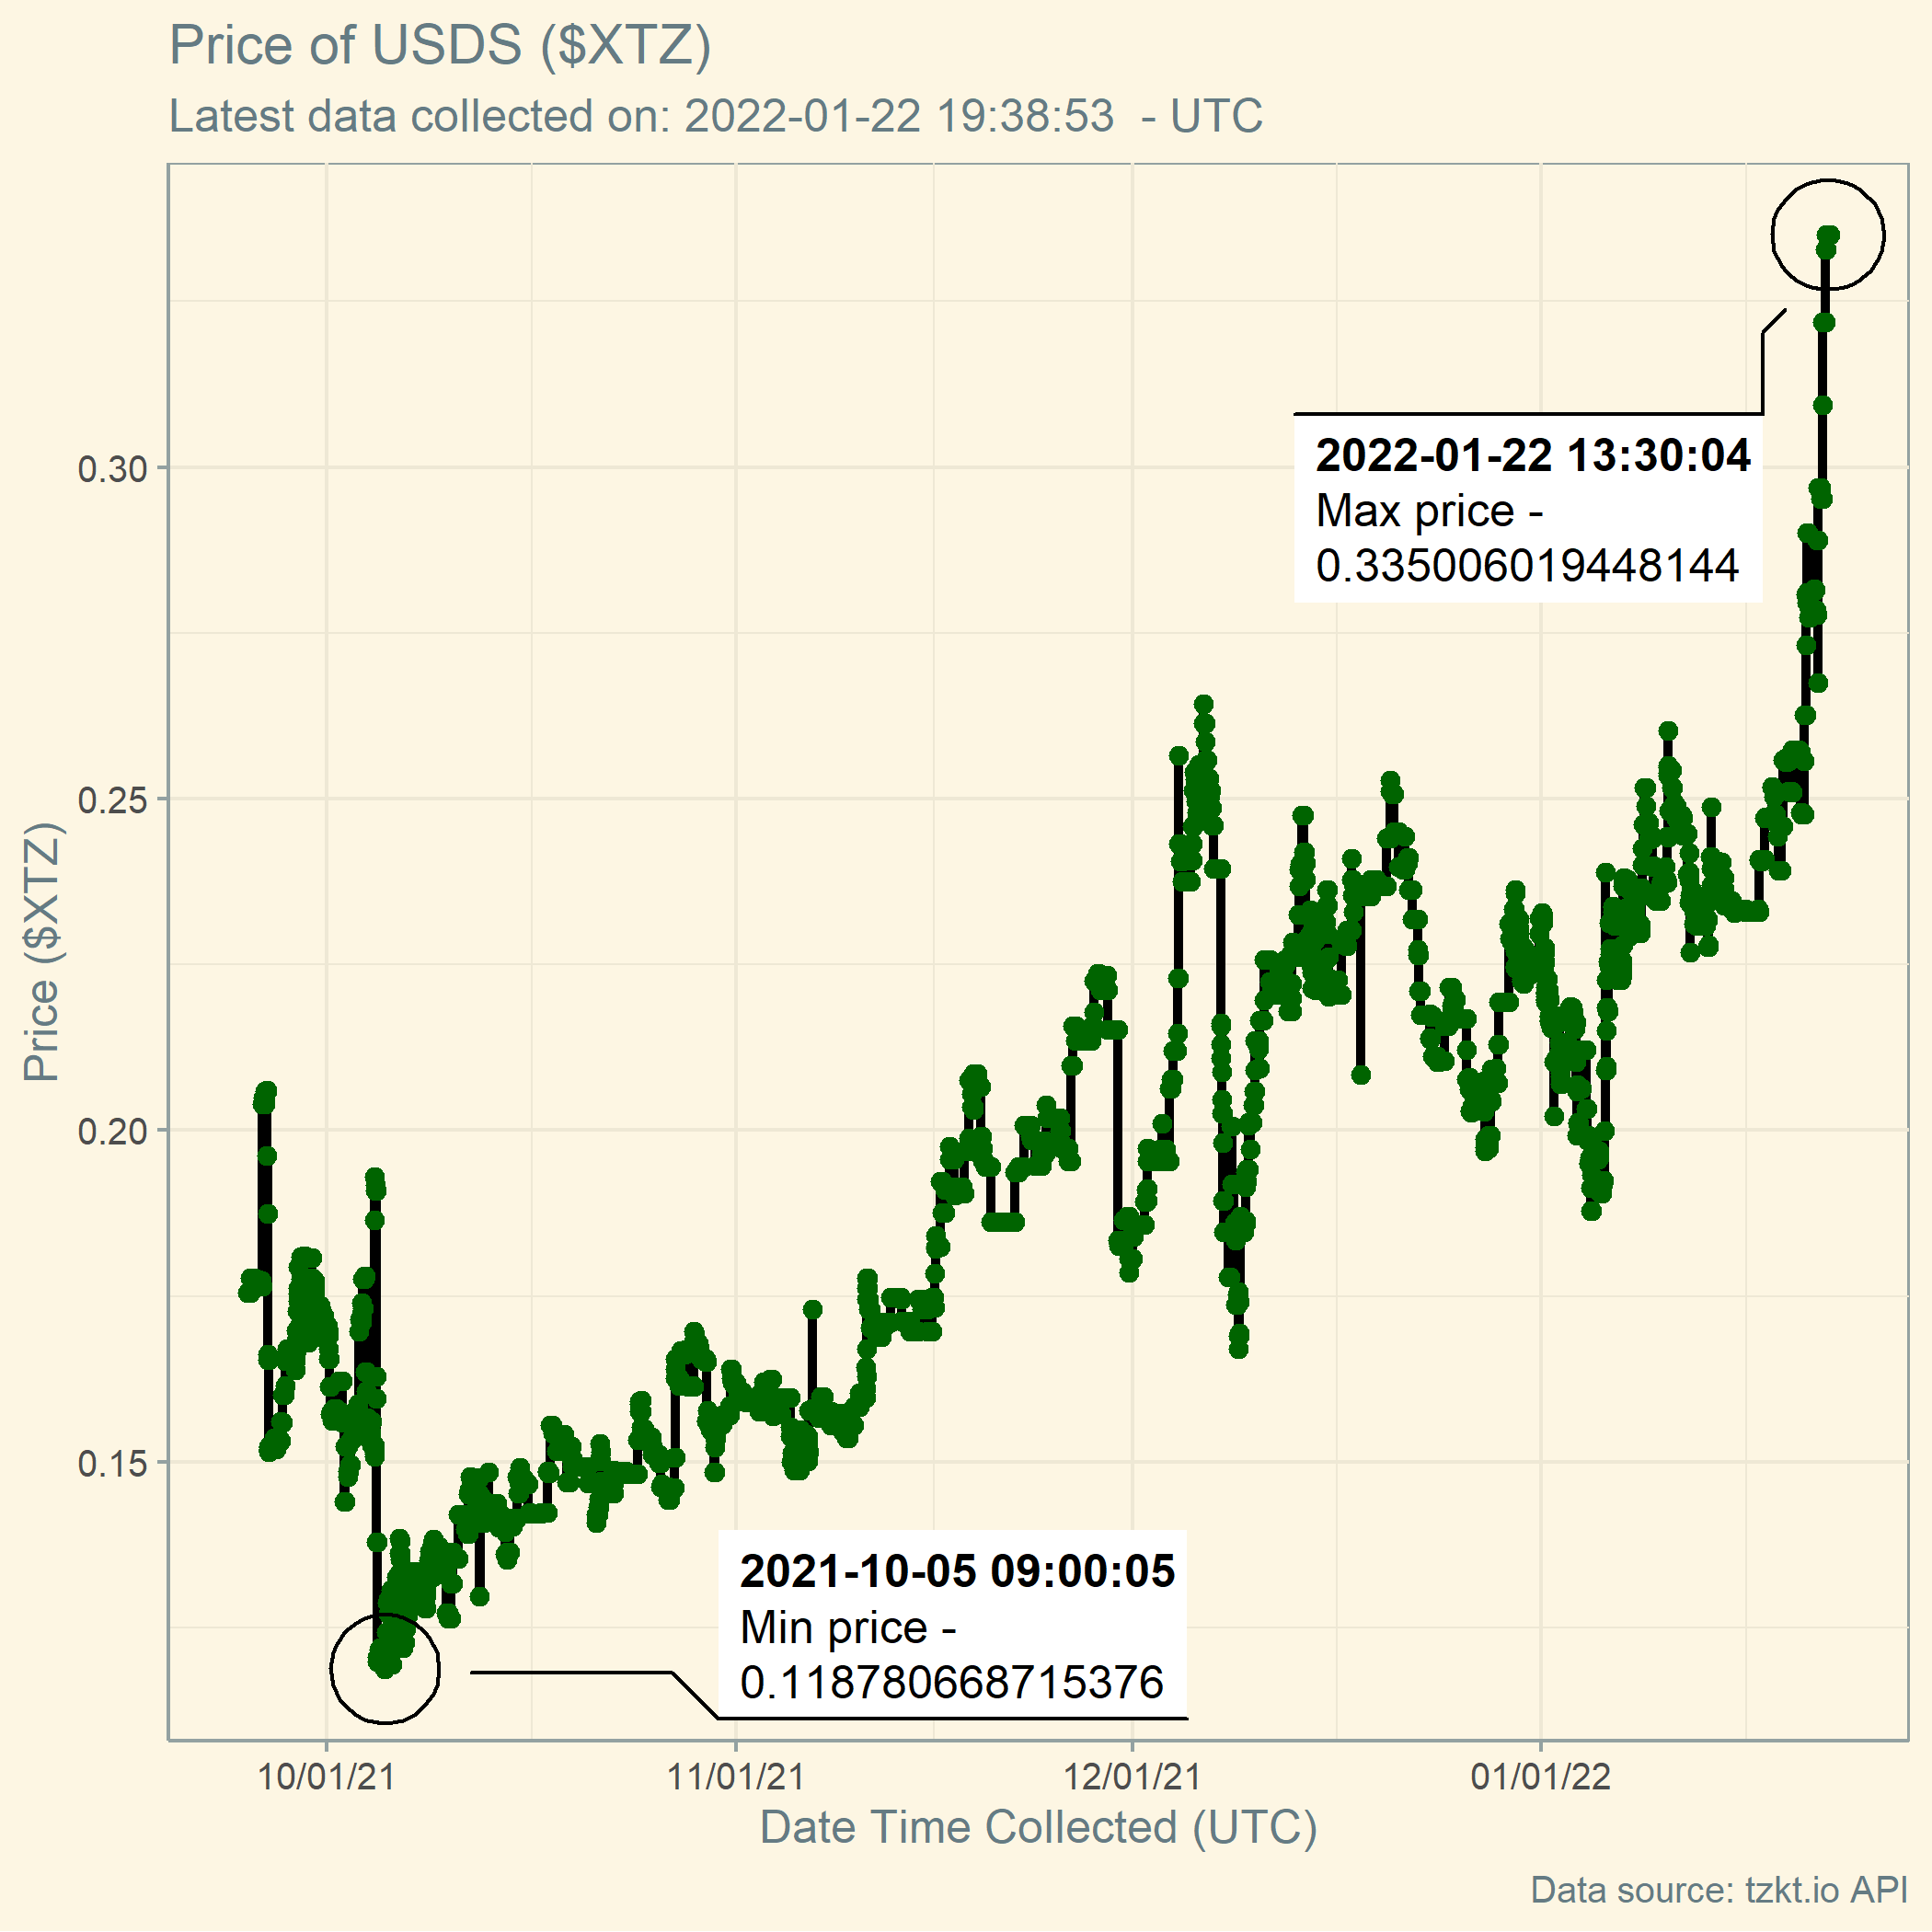 Price of USDS ($XTZ)
Latest data collected on: 2022-01-22 19:38:53  - UTC
Price ($XTZ)
0.30
0.25
0.20
0.15
2022-01-22 13:30:04
Max price -
0.3350060194448144
2021-10-05 09:00:05
Min price -
0.118780668715376
10/01/21
11/01/21
12/01/21
01/01/22
Date Time Collected (UTC)
Data source: tzkt.io API